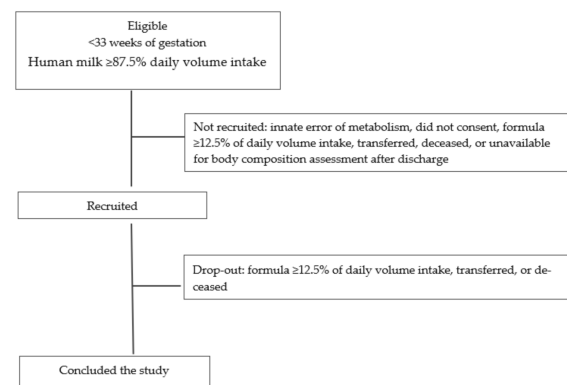 Eligible
<33 weeks of gestation
Human milk ≥87.5% daily volume intake
Not recruited: innate error of metabolism, did not consent, formula
≥12.5% of daily volume intake, transferred, deceased, or unavailable
for body composition assessment after discharge
Recruited
Drop-out: formula ≥12.5% of daily volume intake, transferred, or de-
ceased
Concluded the study